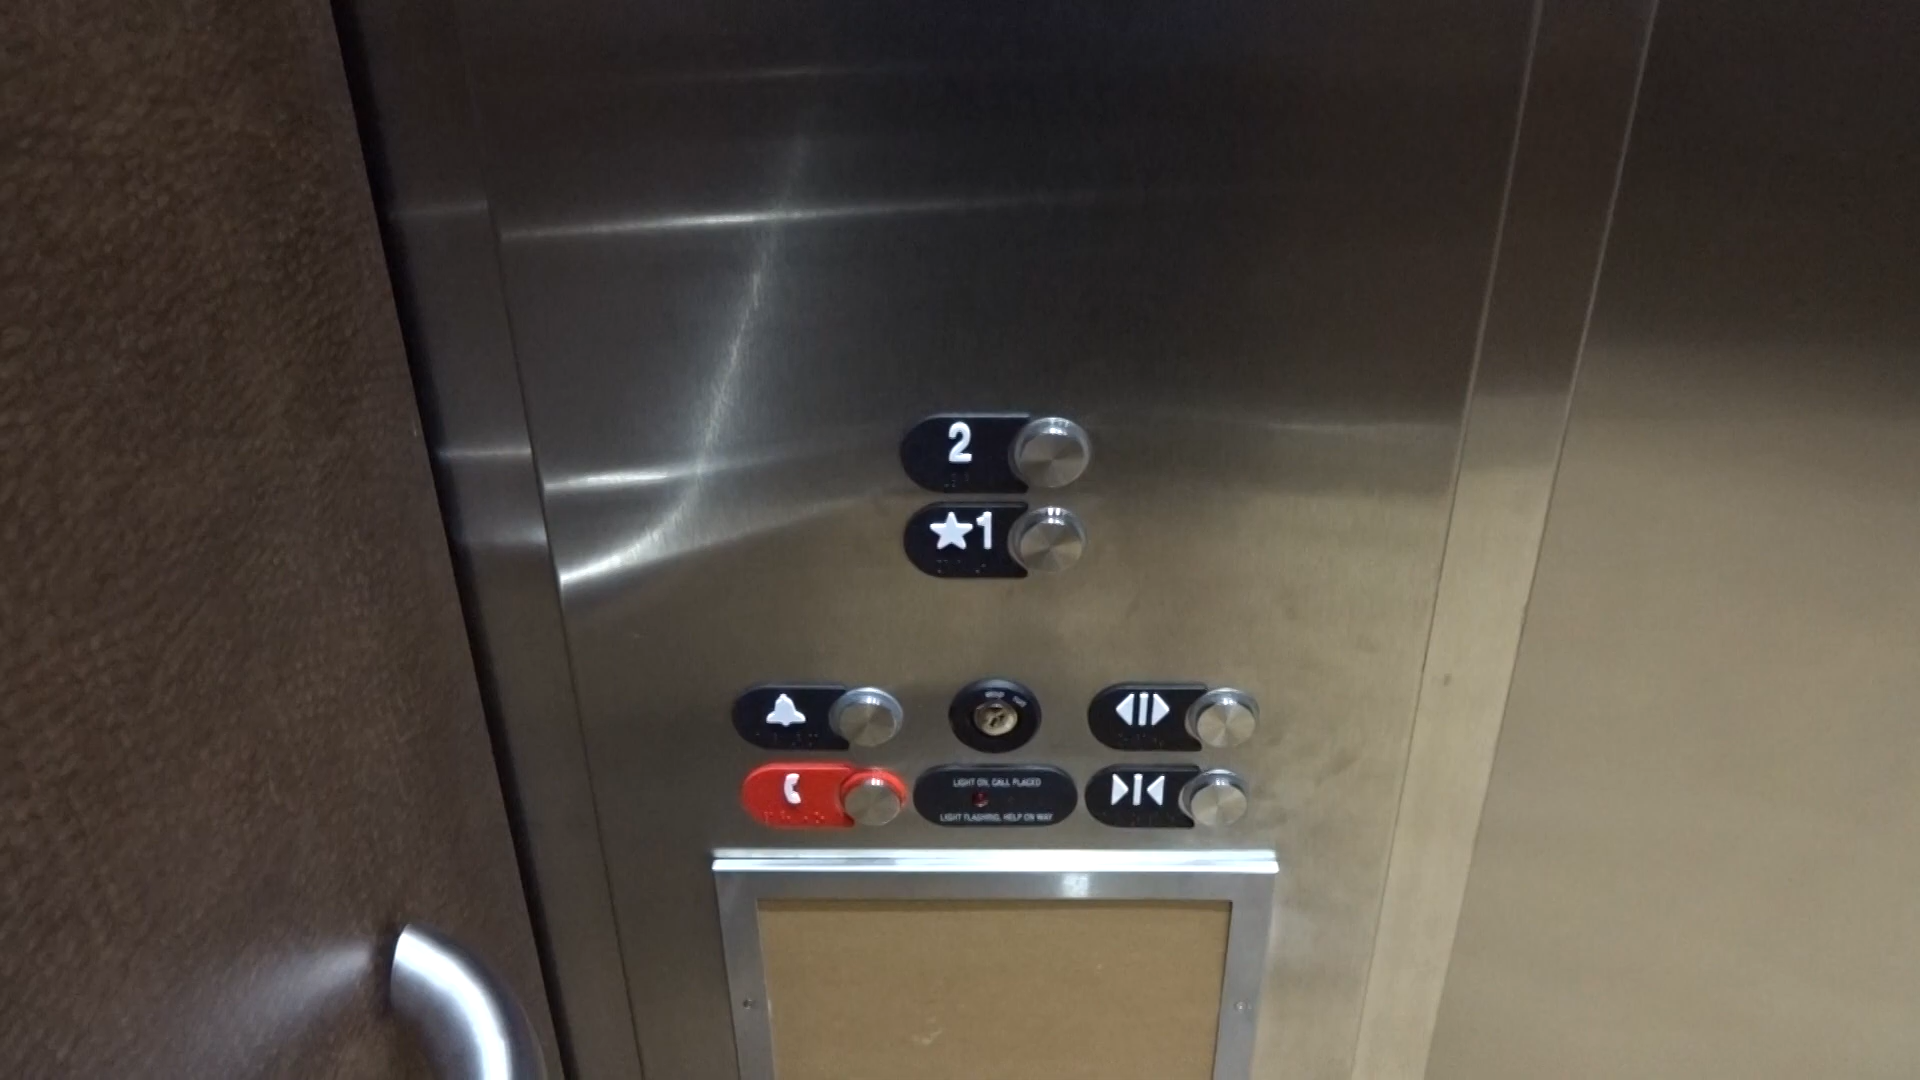 2
★1
LIGHT ON, CALL PLACED
LIGHT FLASHING, HELP ON WAY